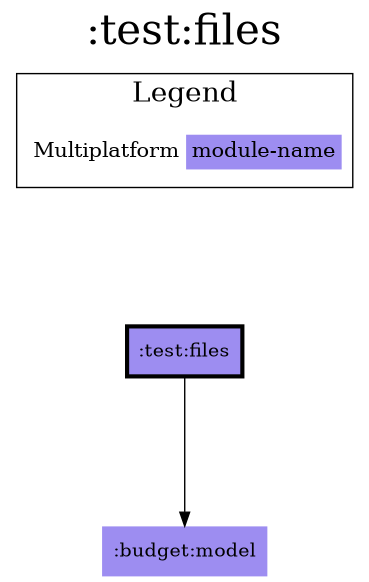 :test:files
Legend
Multiplatform module-name
:test:files
:budget:model